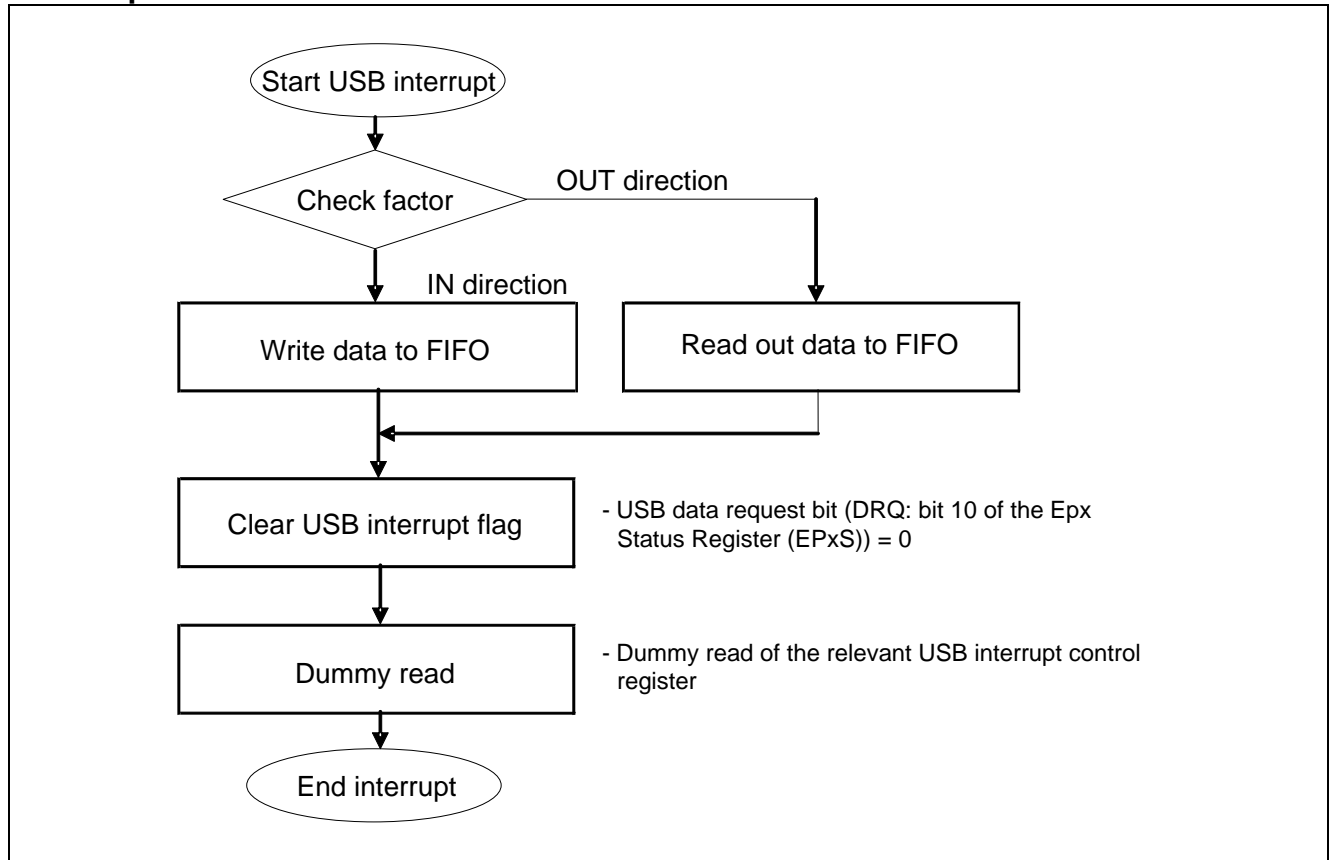 Start USB interrupt
Check factor
OUT direction
IN direction
Write data to FIFO
Read out data to FIFO
Clear USB interrupt flag
- USB data request bit (DRQ: bit 10 of the Epx
Status Register (EPxS)) = 0
Dummy read
- Dummy read of the relevant USB interrupt control
register
End interrupt